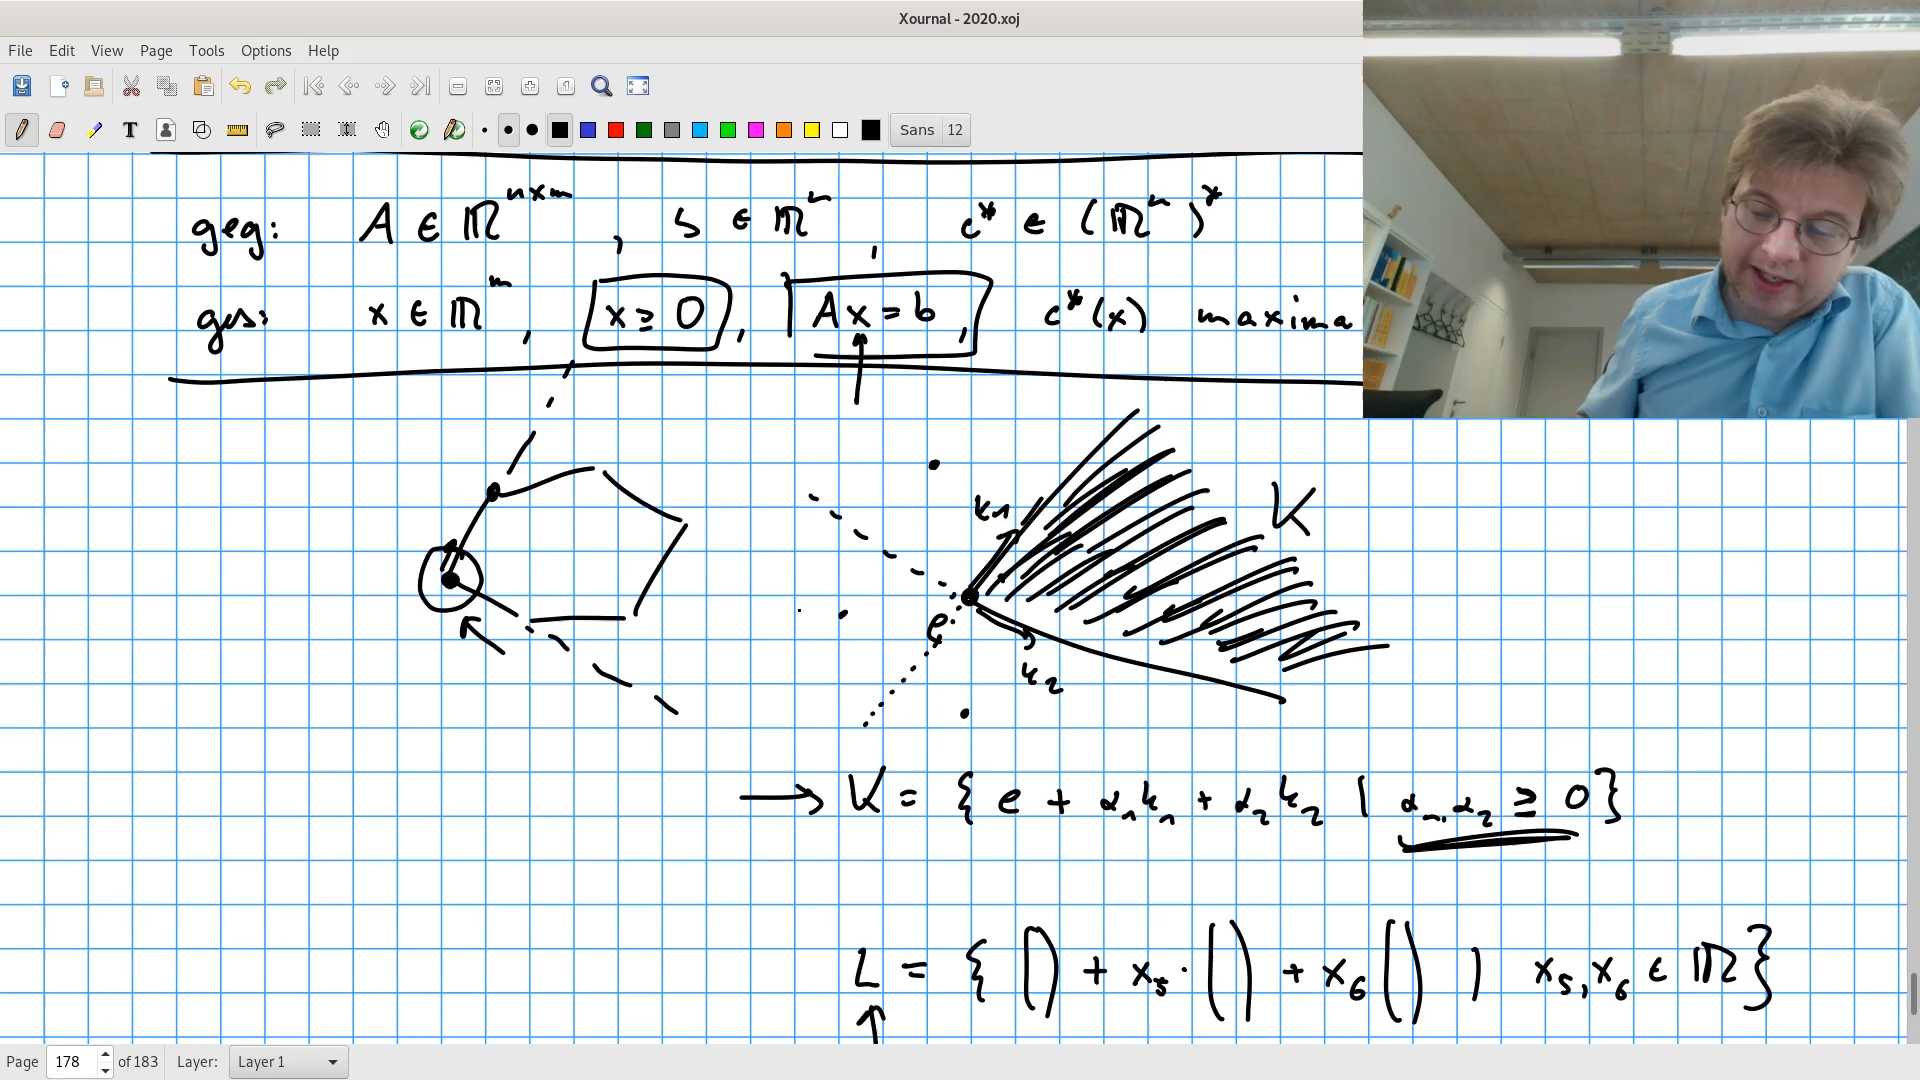 Xournal - 2020.xoj
File Edit View Page Tools Options Help
Sans 12
geg: A ∈ ℝ^{n×m}, b ∈ ℝ^n, c* ∈ (ℝ^n)*
ges: x ∈ ℝ^m, x ≥ 0, Ax = b, c*(x) maxima
k₁ K
e
k₂
→ K = { e + α₁k₁ + α₂k₂ | α₁, α₂ ≥ 0 }
L = { ( ) + x₅ · ( ) + x₆ ( ) | x₅, x₆ ∈ ℝ }
Page 178 of 183 Layer: Layer 1